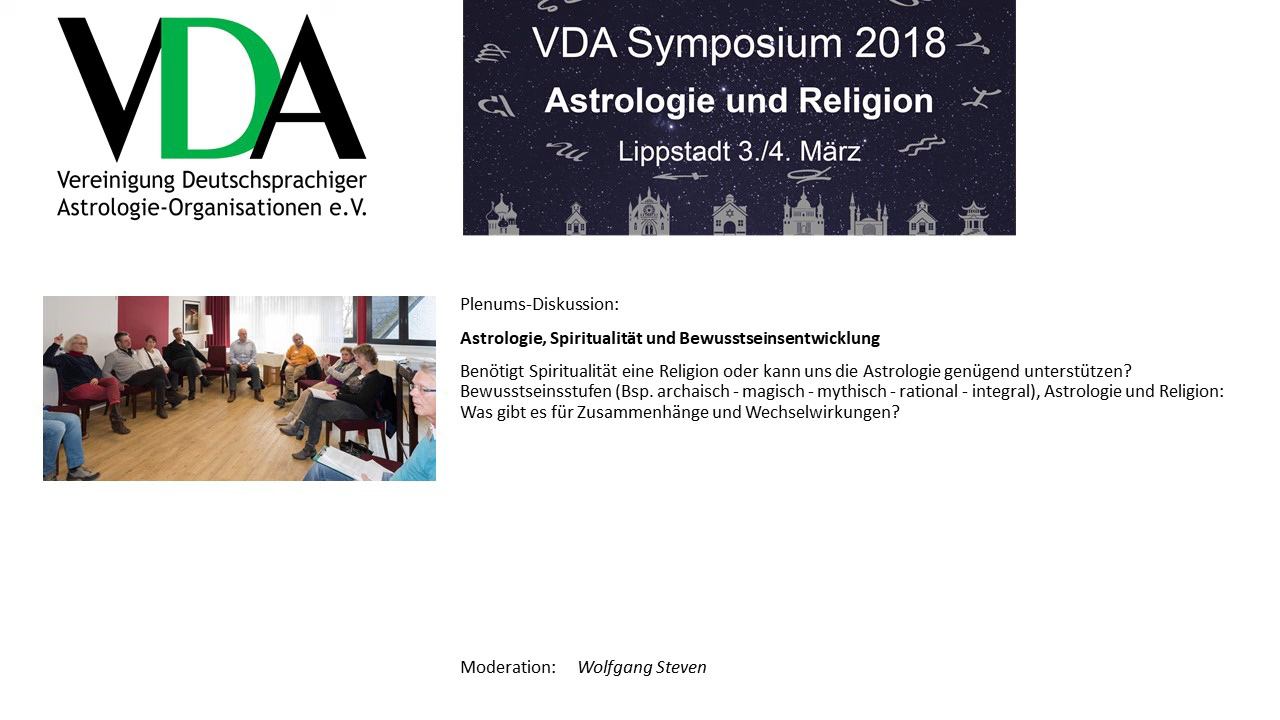 VDA
Vereinigung Deutschsprachiger
Astrologie-Organisationen e.V.
VDA Symposium 2018
Astrologie und Religion
Lippstadt 3./4. März
Plenums-Diskussion:
Astrologie, Spiritualität und Bewusstseinsentwicklung
Benötigt Spiritualität eine Religion oder kann uns die Astrologie genügend unterstützen?
Bewusstseinsstufen (Bsp. archaisch - magisch - mythisch - rational - integral), Astrologie und Religion:
Was gibt es für Zusammenhänge und Wechselwirkungen?
Moderation: Wolfgang Steven